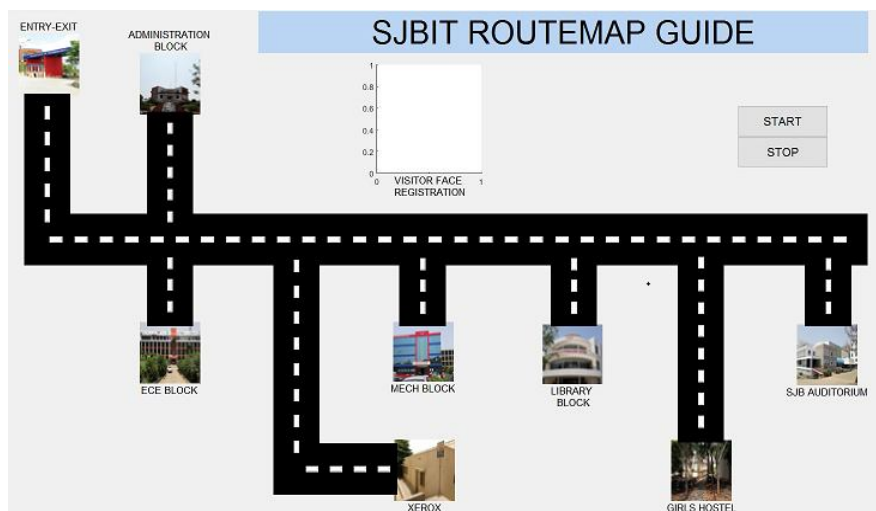 SJBIT ROUTEMAP GUIDE
ENTRY-EXIT
ADMINISTRATION
BLOCK
1
0.8
0.6
0.4
0.2
0
0
1
VISITOR FACE
REGISTRATION
START
STOP
ECE BLOCK
MECH BLOCK
LIBRARY
BLOCK
SJB AUDITORIUM
XEROX
GIRLS HOSTEL